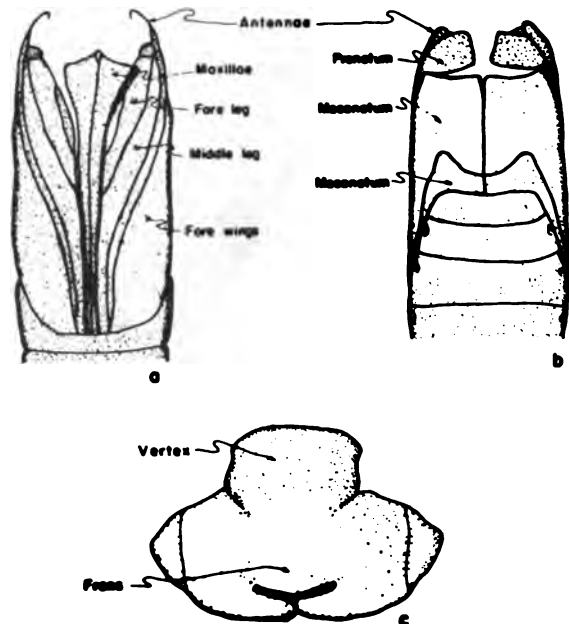 Antennae
Pronotum
Maxillae
Fore leg
Mesonotum
Middle leg
Mesonotum
Fore wings
a
b
Vertex
Frons
c